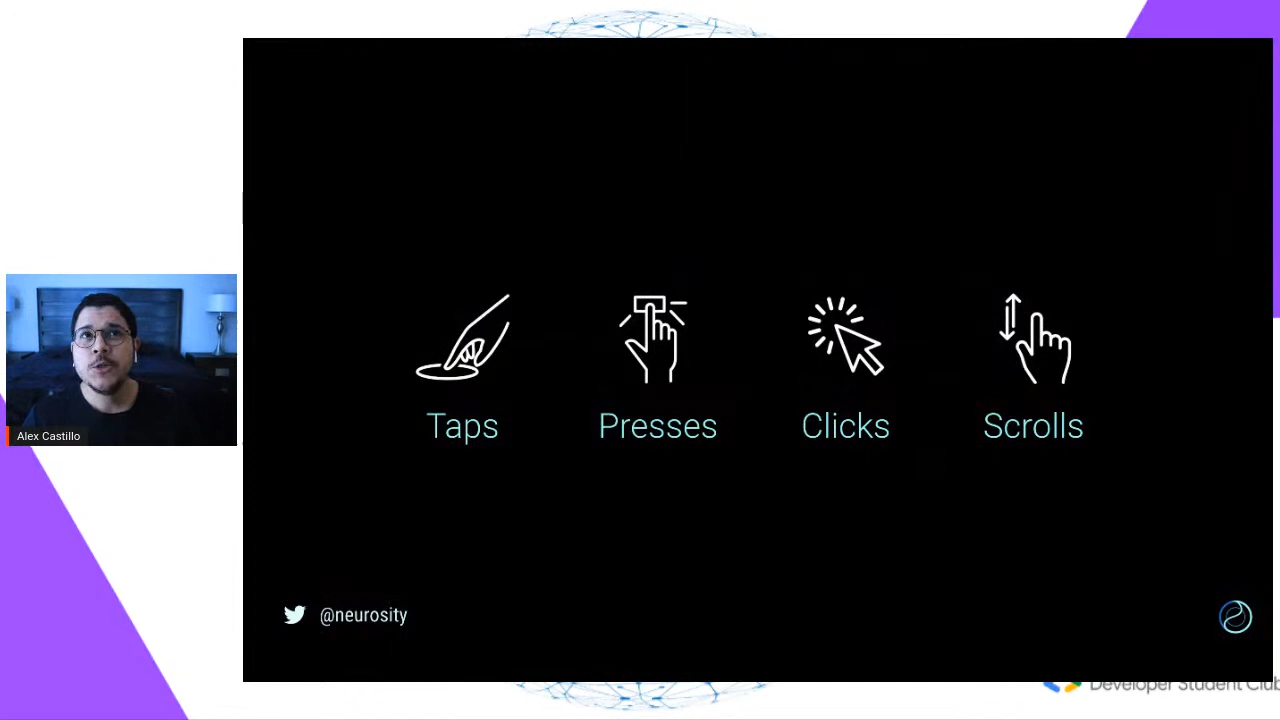 Taps Presses Clicks Scrolls
Alex Castillo
@neurosity
Developer Student Club